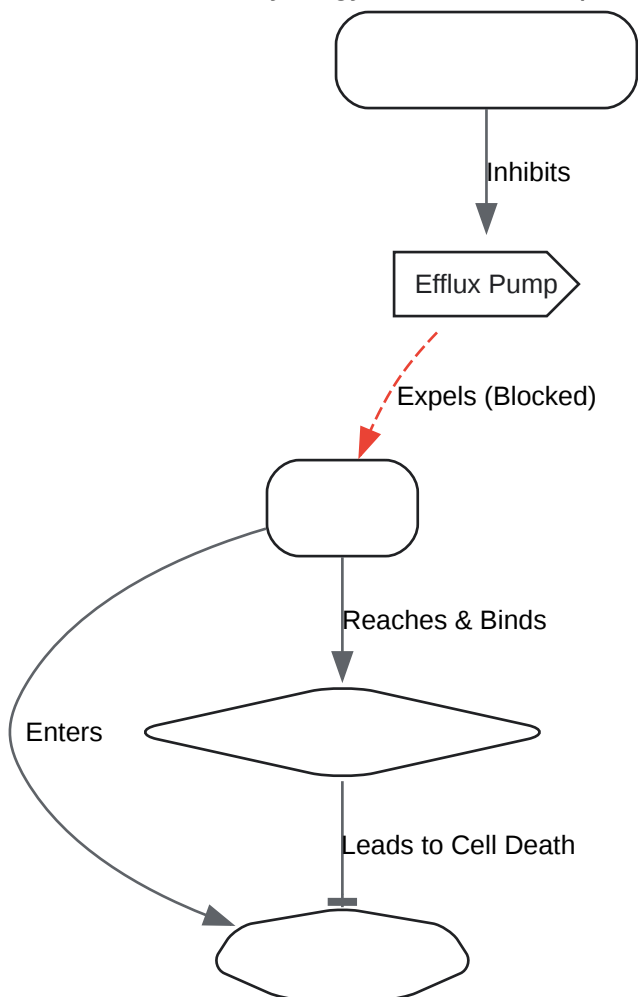 Inhibits
Efflux Pump
Expels (Blocked)
Reaches & Binds
Enters
Leads to Cell Death